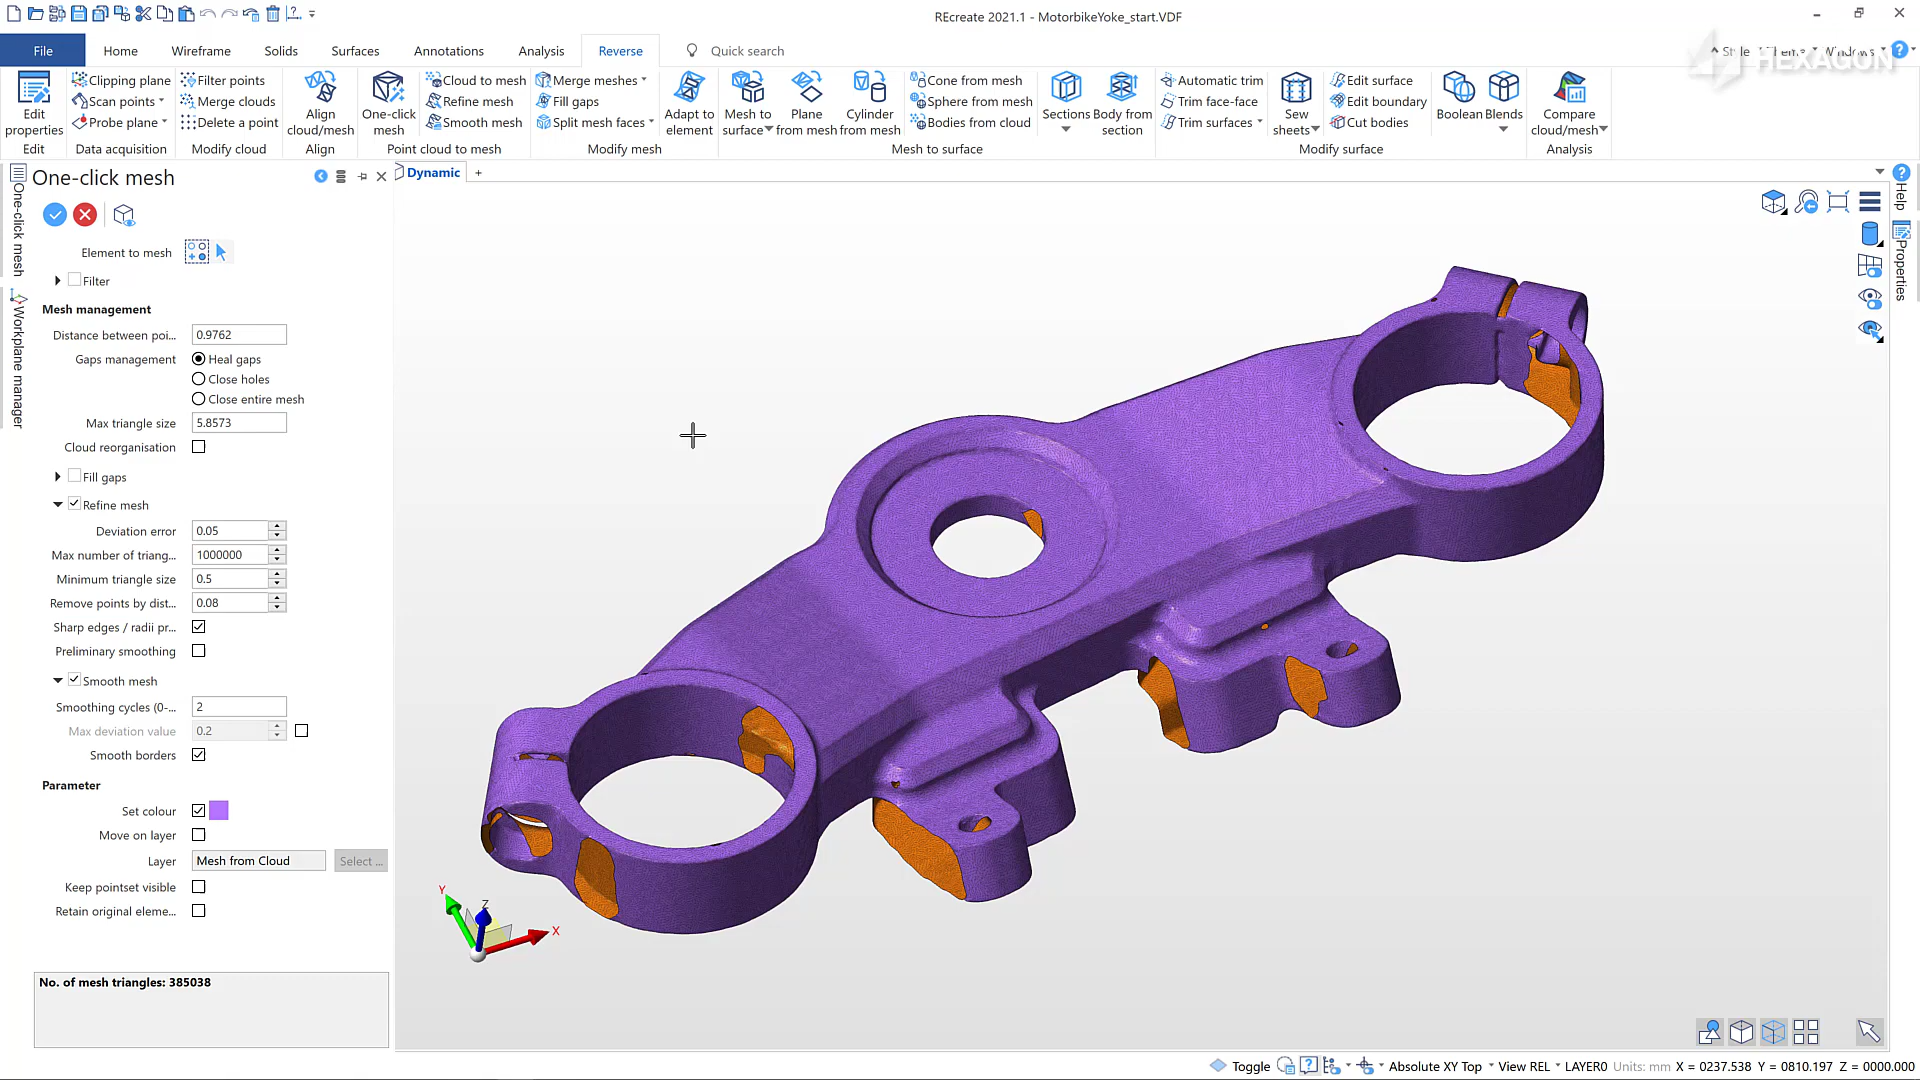 REcreate 2021.1 - MotorbikeYoke_start.VDF
File Home Wireframe Solids Surfaces Annotations Analysis Reverse Quick search
Style Theme Windows
HEXAGON
Edit properties
Clipping plane
Scan points
Probe plane
Filter points
Merge clouds
Delete a point
Align cloud/mesh
One-click mesh
Cloud to mesh
Refine mesh
Smooth mesh
Merge meshes
Fill gaps
Split mesh faces
Adapt to element
Mesh to surface
Plane from mesh
Cylinder from mesh
Cone from mesh
Sphere from mesh
Bodies from cloud
Sections
Body from section
Automatic trim
Trim face-face
Trim surfaces
Sew sheets
Edit surface
Edit boundary
Cut bodies
Boolean
Blends
Compare cloud/mesh
Edit Data acquisition Modify cloud Align Point cloud to mesh Modify mesh Mesh to surface Modify surface Analysis
One-click mesh
Workplane manager
One-click mesh
Dynamic +
Help
Properties
Element to mesh
Filter
Mesh management
Distance between poi... 0.9762
Gaps management Heal gaps
Close holes
Close entire mesh
Max triangle size 5.8573
Cloud reorganisation
Fill gaps
Refine mesh
Deviation error 0.05
Max number of triang... 1000000
Minimum triangle size 0.5
Remove points by dist... 0.08
Sharp edges / radii pr...
Preliminary smoothing
Smooth mesh
Smoothing cycles (0-... 2
Max deviation value 0.2
Smooth borders
Parameter
Set colour
Move on layer
Layer Mesh from Cloud Select ...
Keep pointset visible
Retain original eleme...
No. of mesh triangles: 385038
Y
Z
X
Toggle Absolute XY Top View REL LAYER0 Units: mm X = 0237.538 Y = 0810.197 Z = 0000.000